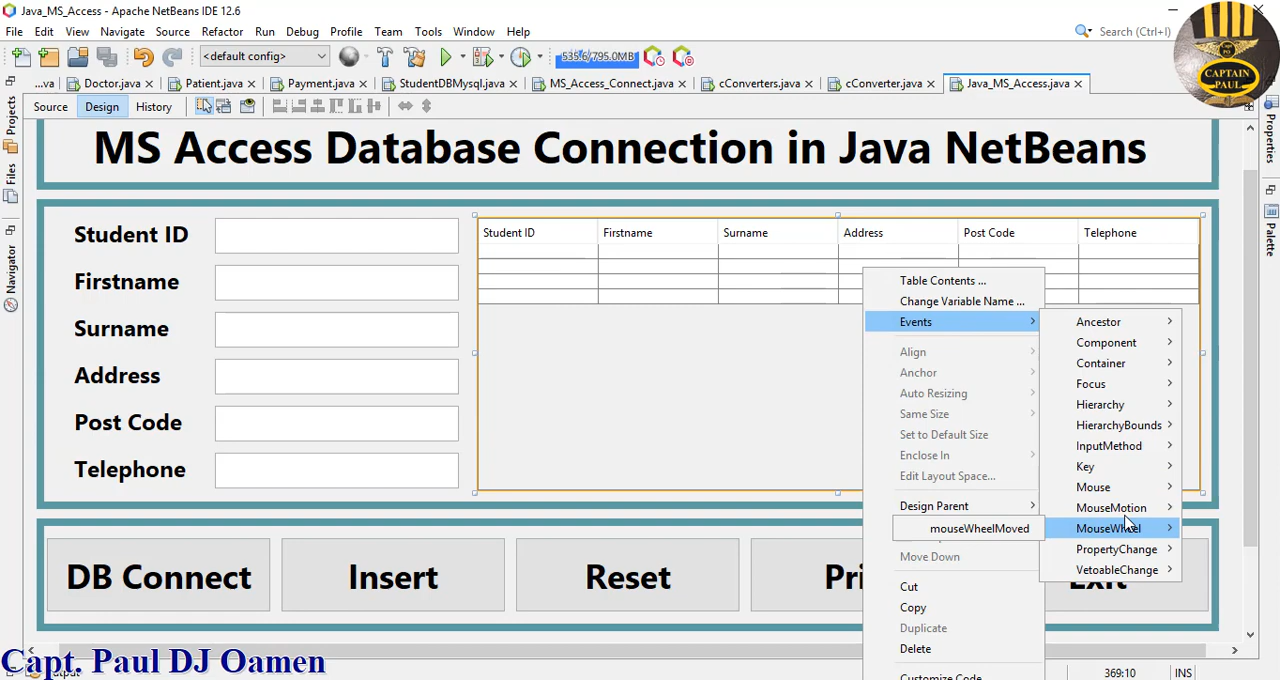 Java_MS_Access - Apache NetBeans IDE 12.6
File Edit View Navigate Source Refactor Run Debug Profile Team Tools Window Help
Search (Ctrl+I)
<default config>
535.6/795.0MB
...va Doctor.java Patient.java Payment.java StudentDBMysql.java MS_Access_Connect.java cConverters.java cConverter.java Java_MS_Access.java
Source Design History
CAPTAIN
PAUL
Projects
Files
Navigator
Properties
Palette
MS Access Database Connection in Java NetBeans
Student ID
Firstname
Surname
Address
Post Code
Telephone
Student ID Firstname Surname Address Post Code Telephone
Table Contents ...
Change Variable Name ...
Events
Align
Anchor
Auto Resizing
Same Size
Set to Default Size
Enclose In
Edit Layout Space...
Design Parent
Move Down
Cut
Copy
Duplicate
Delete
Customize Code
Ancestor
Component
Container
Focus
Hierarchy
HierarchyBounds
InputMethod
Key
Mouse
MouseMotion
MouseWheel
PropertyChange
VetoableChange
mouseWheelMoved
DB Connect Insert Reset Pri
Capt. Paul DJ Oamen
369:10 INS